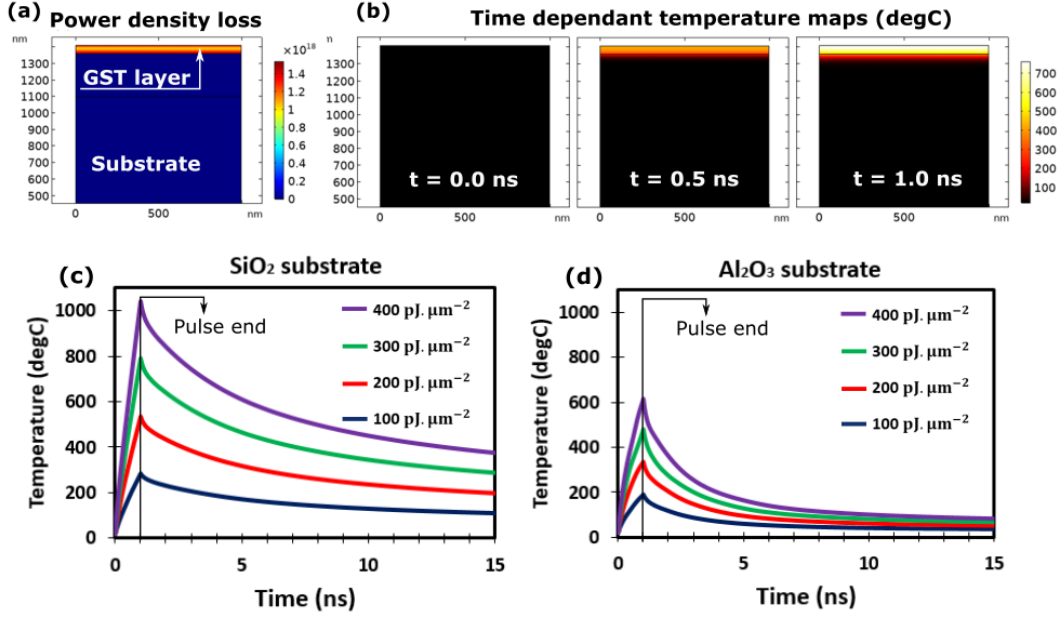 (a) Power density loss
nm
1300
1200
1100
1000
900
800
700
600
500
0
500
nm
GST layer
Substrate
×10¹⁸
1.4
1.2
1
0.8
0.6
0.4
0.2
0
(b) Time dependant temperature maps (degC)
n
1300
1200
1100
1000
900
800
700
600
500
0
500
nm
t = 0.0 ns
0
500
nm
t = 0.5 ns
0
500
nm
t = 1.0 ns
700
600
500
400
300
200
100
(c)
SiO₂ substrate
Temperature (degC)
1000
800
600
400
200
0
0
5
10
15
Time (ns)
Pulse end
400 pJ. μm⁻²
300 pJ. μm⁻²
200 pJ. μm⁻²
100 pJ. μm⁻²
(d)
Al₂O₃ substrate
Temperature (degC)
1000
800
600
400
200
0
0
5
10
15
Time (ns)
Pulse end
400 pJ. μm⁻²
300 pJ. μm⁻²
200 pJ. μm⁻²
100 pJ. μm⁻²